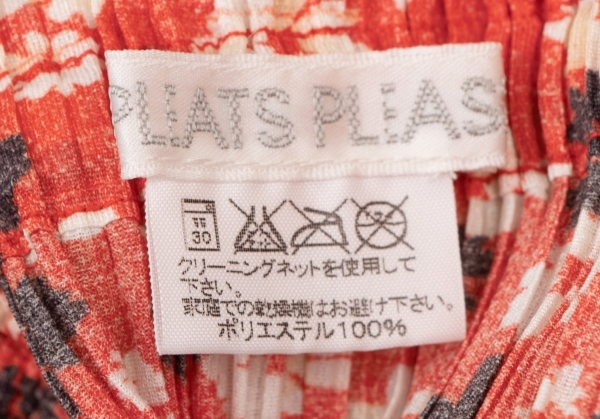 PLEATS PLEAS
弱
30
クリーニングネットを使用して
下さい。
家庭での乾燥機はお避け下さい。
ポリエステル100%